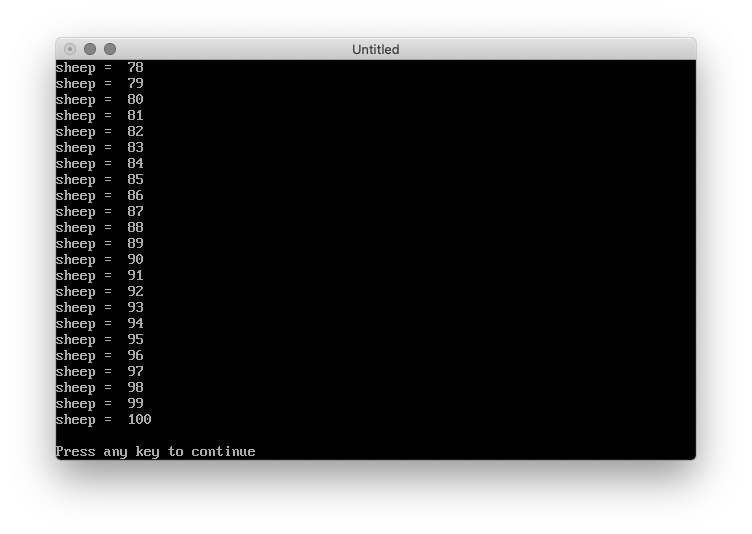 Untitled
sheep =  78
sheep =  79
sheep =  80
sheep =  81
sheep =  82
sheep =  83
sheep =  84
sheep =  85
sheep =  86
sheep =  87
sheep =  88
sheep =  89
sheep =  90
sheep =  91
sheep =  92
sheep =  93
sheep =  94
sheep =  95
sheep =  96
sheep =  97
sheep =  98
sheep =  99
sheep =  100
Press any key to continue